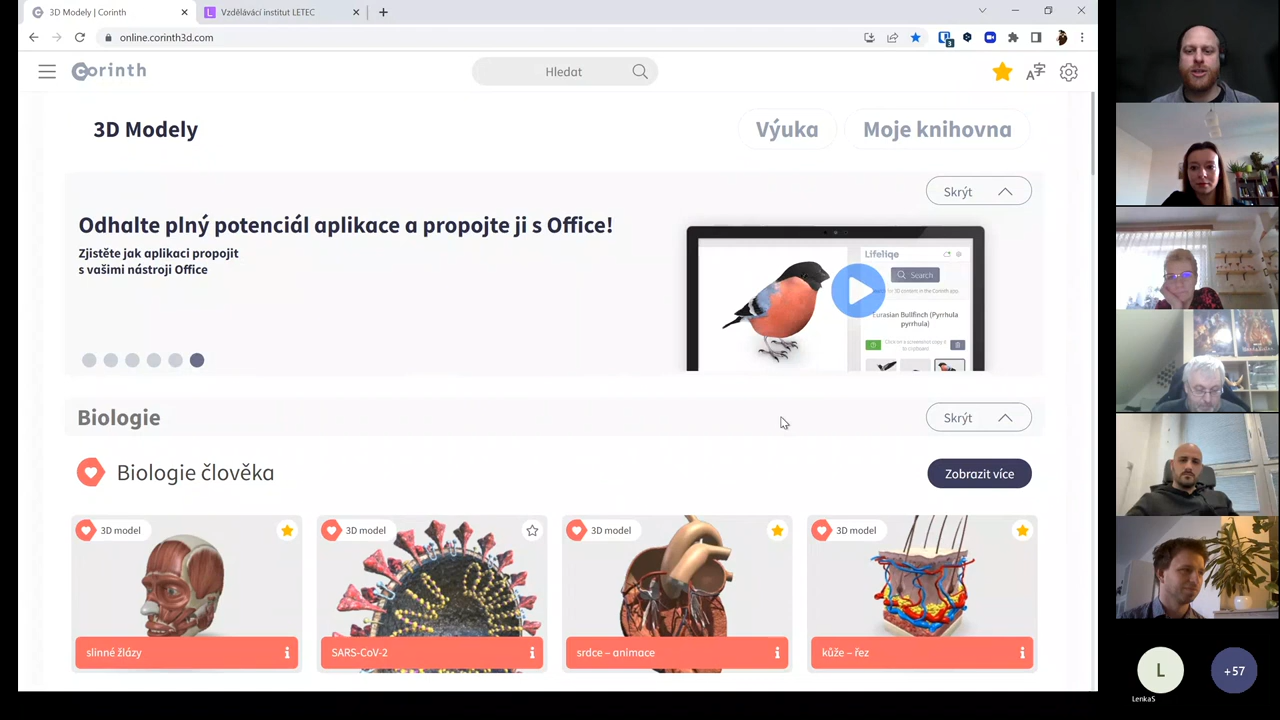 3D Modely | Corinth
Vzdělávácí institut LETEC
online.corinth3d.com
3
Corinth
Hledat
3D Modely
Výuka
Moje knihovna
Skrýt
Odhalte plný potenciál aplikace a propojte ji s Office!
Zjistěte jak aplikaci propojit
s vašimi nástroji Office
Lifeliqe
Search
Eurasian Bullfinch (Pyrrhula
pyrrhula)
Biologie
Skrýt
Biologie člověka
Zobrazit více
3D model
3D model
3D model
3D model
slinné žlázy
SARS-CoV-2
srdce – animace
kůže – řez
L
LenkaS
+57